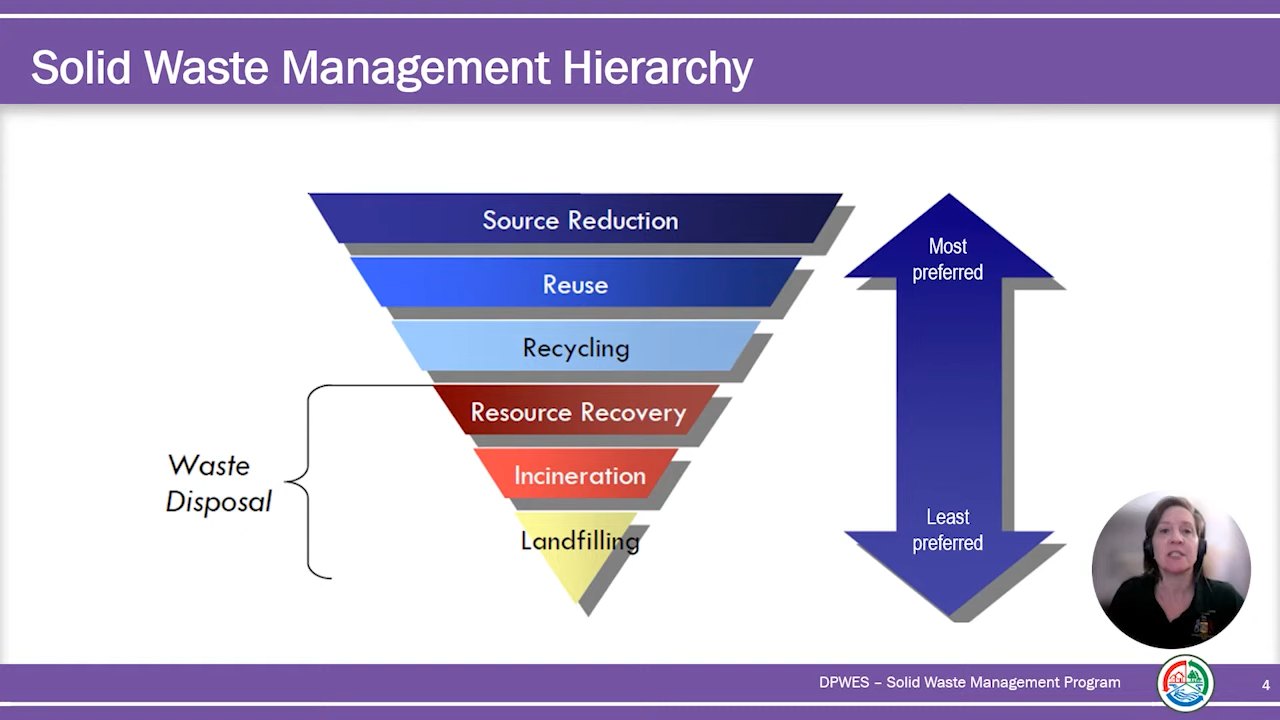 Solid Waste Management Hierarchy
Source Reduction
Reuse
Recycling
Resource Recovery
Incineration
Landfilling
Waste
Disposal
Most
preferred
Least
preferred
DPWES – Solid Waste Management Program
4